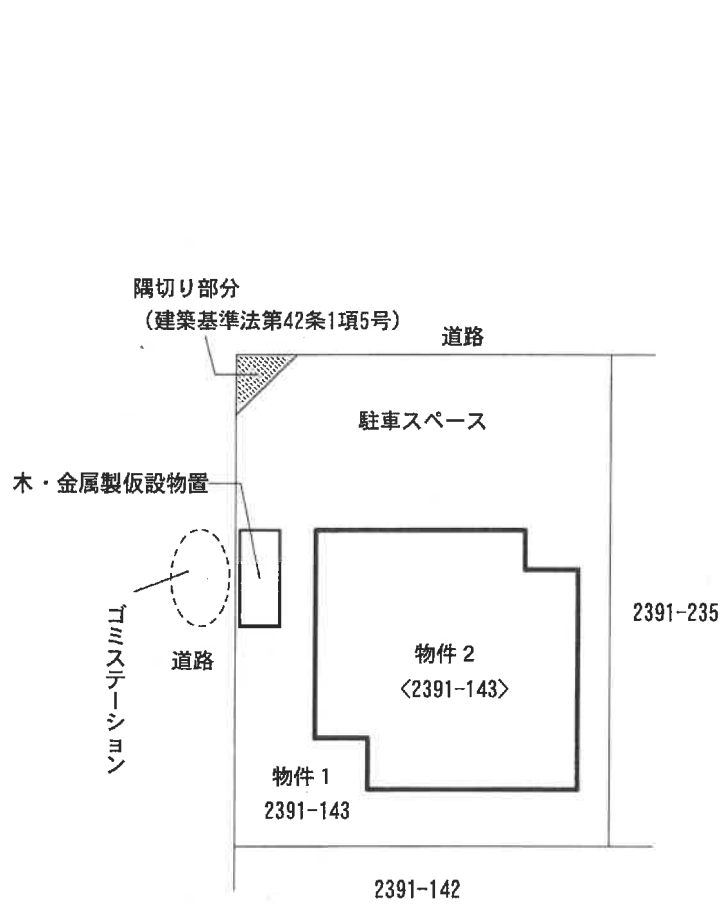 隅切り部分
（建築基準法第42条1項5号）
道路
駐車スペース
木・金属製仮設物置
ゴミステーション
道路
2391-235
物件２
〈2391-143〉
物件１
2391-143
2391-142